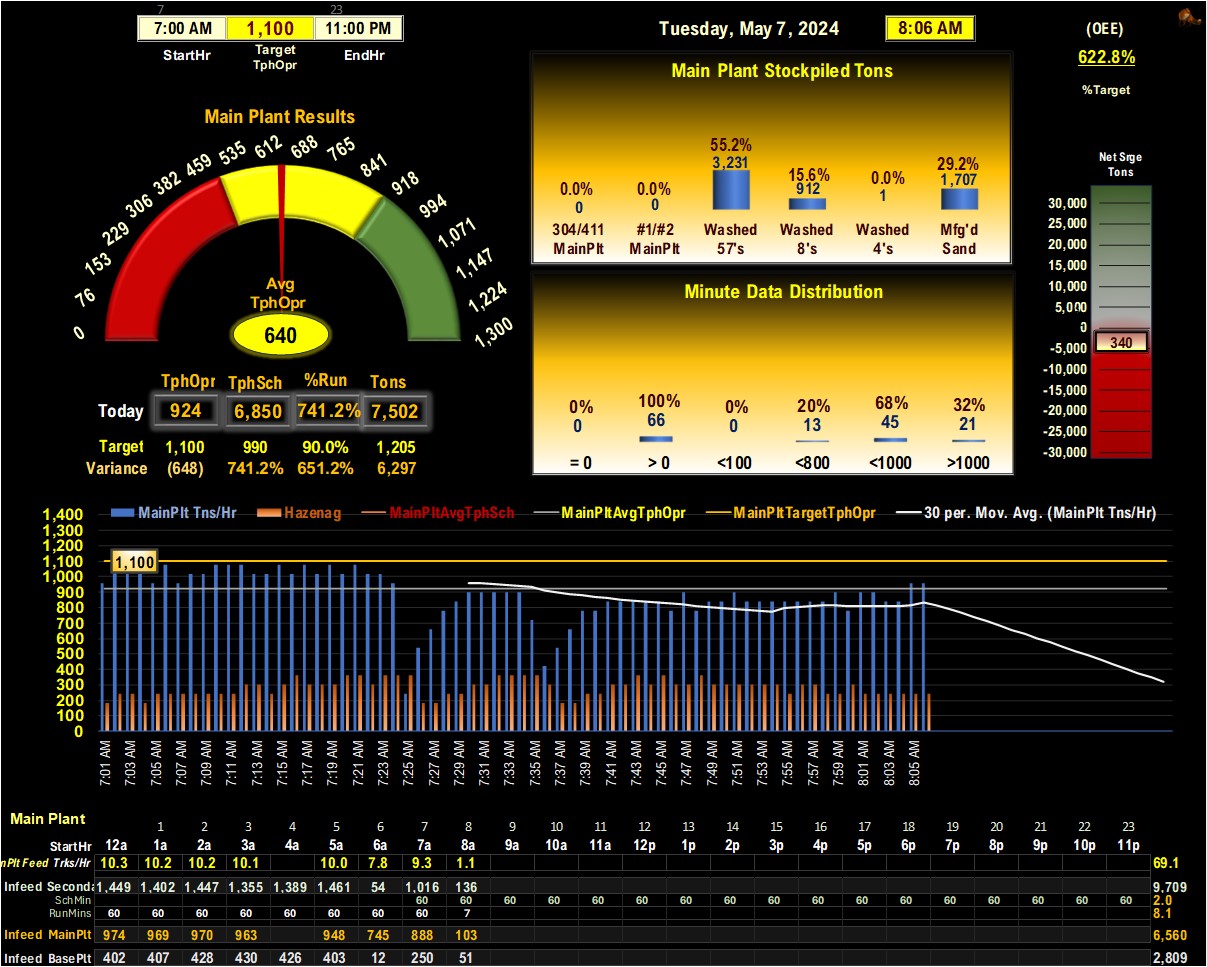 7 23
7:00 AM 1,100 11:00 PM
StartHr Target TphOpr EndHr
Tuesday, May 7, 2024 8:06 AM
(OEE)
622.8%
%Target
Main Plant Results
0 76 153 229 306 382 459 535 612 688 765 841 918 994 1,071 1,147 1,224 1,300
Avg
TphOpr
640
TphOpr TphSch %Run Tons
Today 924 6,850 741.2% 7,502
Target 1,100 990 90.0% 1,205
Variance (648) 741.2% 651.2% 6,297
Main Plant Stockpiled Tons
0.0% 0.0% 55.2% 15.6% 0.0% 29.2%
0 0 3,231 912 1 1,707
304/411 #1/#2 Washed Washed Washed Mfg'd
MainPlt MainPlt 57's 8's 4's Sand
Minute Data Distribution
0% 100% 0% 20% 68% 32%
0 66 0 13 45 21
= 0 > 0 <100 <800 <1000 >1000
Net Srge
Tons
30,000
25,000
20,000
15,000
10,000
5,000
0
340
-5,000
-10,000
-15,000
-20,000
-25,000
-30,000
MainPlt Tns/Hr Hazenag MainPltAvgTphSch MainPltAvgTphOpr MainPltTargetTphOpr 30 per. Mov. Avg. (MainPlt Tns/Hr)
1,400
1,300
1,200
1,100
1,100
1,000
900
800
700
600
500
400
300
200
100
0
7:01 AM 7:03 AM 7:05 AM 7:07 AM 7:09 AM 7:11 AM 7:13 AM 7:15 AM 7:17 AM 7:19 AM 7:21 AM 7:23 AM 7:25 AM 7:27 AM 7:29 AM 7:31 AM 7:33 AM 7:35 AM 7:37 AM 7:39 AM 7:41 AM 7:43 AM 7:45 AM 7:47 AM 7:49 AM 7:51 AM 7:53 AM 7:55 AM 7:57 AM 7:59 AM 8:01 AM 8:03 AM 8:05 AM
Main Plant
1 2 3 4 5 6 7 8 9 10 11 12 13 14 15 16 17 18 19 20 21 22 23
StartHr 12a 1a 2a 3a 4a 5a 6a 7a 8a 9a 10a 11a 12p 1p 2p 3p 4p 5p 6p 7p 8p 9p 10p 11p
nPlt Feed Trks/Hr 10.3 10.2 10.2 10.1 10.0 7.8 9.3 1.1 69.1
Infeed Seconda 1,449 1,402 1,447 1,355 1,389 1,461 54 1,016 136 9,709
SchMin 60 60 60 60 60 60 60 60 60 60 60 60 60 60 60 60 60 2.0
RunMins 60 60 60 60 60 60 60 60 7 8.1
Infeed MainPlt 974 969 970 963 948 745 888 103 6,560
Infeed BasePlt 402 407 428 430 426 403 12 250 51 2,809